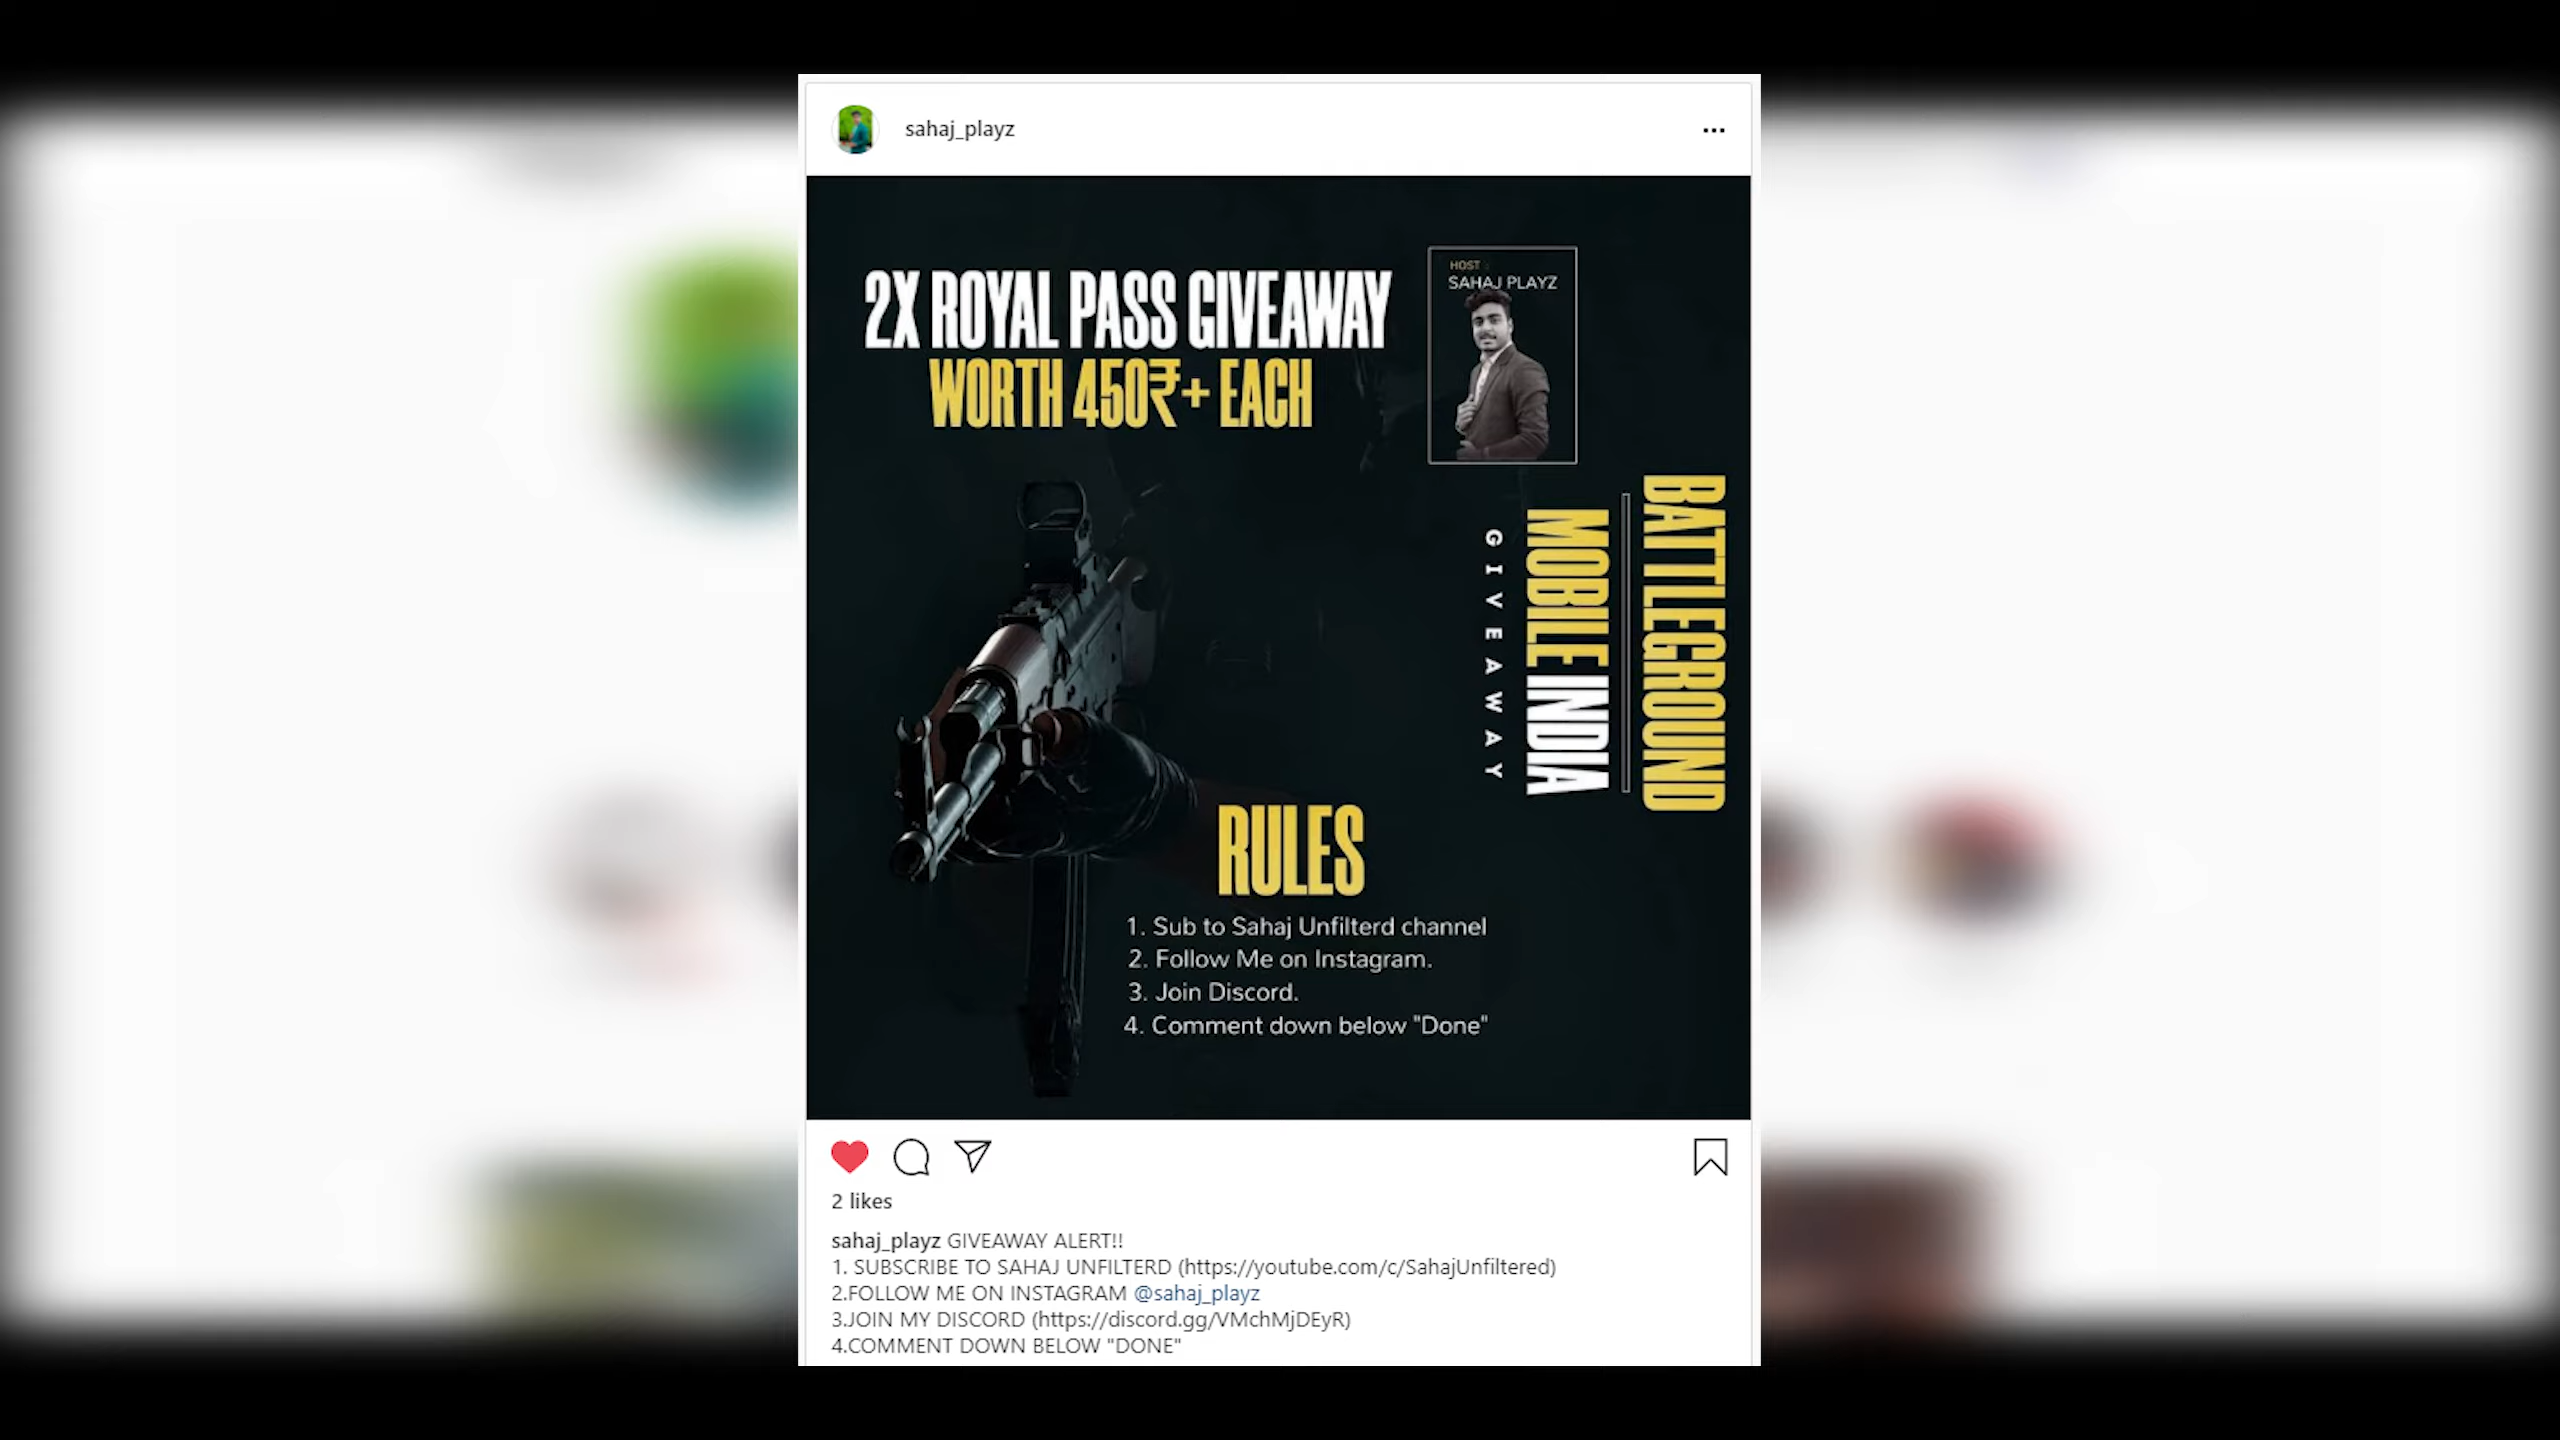 sahaj_playz
2X ROYAL PASS GIVEAWAY
WORTH 450₹+ EACH
HOST :
SAHAJ PLAYZ
BATTLEGROUND
MOBILE INDIA
GIVEAWAY
RULES
1. Sub to Sahaj Unfilterd channel
2. Follow Me on Instagram.
3. Join Discord.
4. Comment down below "Done"
2 likes
sahaj_playz GIVEAWAY ALERT!!
1. SUBSCRIBE TO SAHAJ UNFILTERD (https://youtube.com/c/SahajUnfiltered)
2.FOLLOW ME ON INSTAGRAM @sahaj_playz
3.JOIN MY DISCORD (https://discord.gg/VMchMjDEyR)
4.COMMENT DOWN BELOW "DONE"